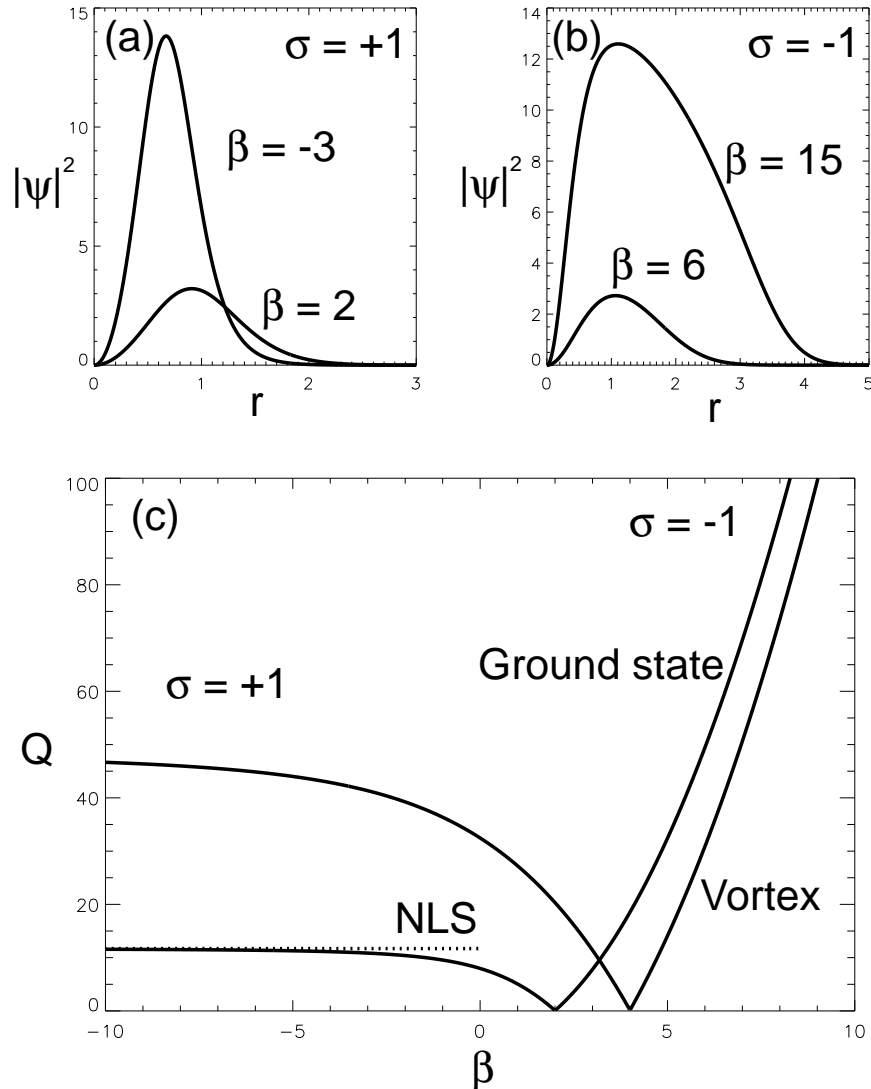 (a)
σ = +1
β = -3
β = 2
|ψ|²
15
10
5
0
0
1
2
3
r
(b)
σ = -1
β = 15
β = 6
|ψ|²
14
12
10
8
6
4
2
0
0
1
2
3
4
5
r
(c)
σ = -1
Ground state
σ = +1
Vortex
NLS
Q
100
80
60
40
20
0
−10
−5
0
5
10
β